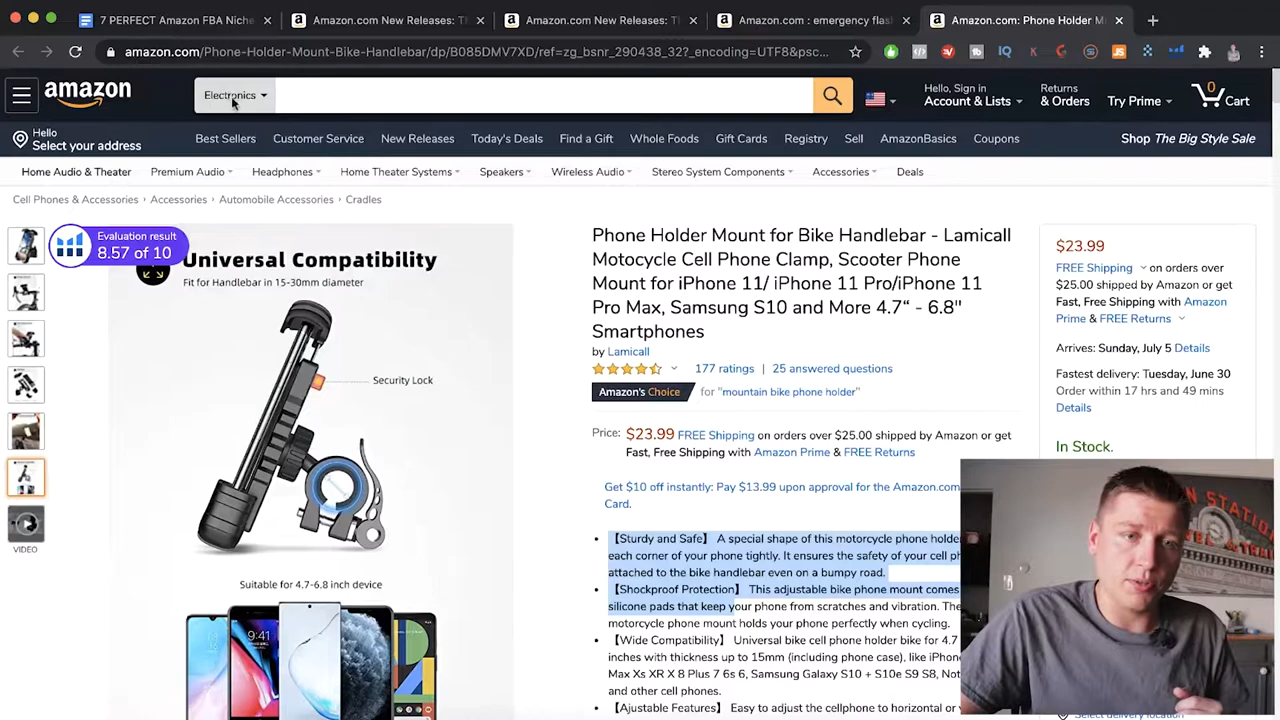 7 PERFECT Amazon FBA Niche
Amazon.com New Releases: T
Amazon.com New Releases: T
Amazon.com : emergency flas
Amazon.com: Phone Holder M
amazon.com/Phone-Holder-Mount-Bike-Handlebar/dp/B085DMV7XD/ref=zg_bsnr_290438_32?_encoding=UTF8&psc...
amazon
Electronics
Hello, Sign in
Account & Lists
Returns
& Orders
Try Prime
0
Cart
Hello
Select your address
Best Sellers
Customer Service
New Releases
Today's Deals
Find a Gift
Whole Foods
Gift Cards
Registry
Sell
AmazonBasics
Coupons
Shop The Big Style Sale
Home Audio & Theater
Premium Audio
Headphones
Home Theater Systems
Speakers
Wireless Audio
Stereo System Components
Accessories
Deals
Cell Phones & Accessories › Accessories › Automobile Accessories › Cradles
Evaluation result
8.57 of 10
VIDEO
Universal Compatibility
Fit for Handlebar in 15-30mm diameter
Security Lock
Suitable for 4.7-6.8 inch device
9:41
Phone Holder Mount for Bike Handlebar - Lamicall
Motocycle Cell Phone Clamp, Scooter Phone
Mount for iPhone 11/ iPhone 11 Pro/iPhone 11
Pro Max, Samsung S10 and More 4.7“ - 6.8"
Smartphones
by Lamicall
177 ratings | 25 answered questions
Amazon's Choice for "mountain bike phone holder"
Price: $23.99 FREE Shipping on orders over $25.00 shipped by Amazon or get
Fast, Free Shipping with Amazon Prime & FREE Returns
Get $10 off instantly: Pay $13.99 upon approval for the Amazon.com
Card.
• 【Sturdy and Safe】 A special shape of this motorcycle phone holder
each corner of your phone tightly. It ensures the safety of your cell ph
attached to the bike handlebar even on a bumpy road.
• 【Shockproof Protection】 This adjustable bike phone mount comes
silicone pads that keep your phone from scratches and vibration. The
motorcycle phone mount holds your phone perfectly when cycling.
• 【Wide Compatibility】 Universal bike cell phone holder bike for 4.7
inches with thickness up to 15mm (including phone case), like iPhon
Max Xs XR X 8 Plus 7 6s 6, Samsung Galaxy S10 + S10e S9 S8, Not
and other cell phones.
• 【Ajustable Features】 Easy to adjust the cellphone to horizontal or v
$23.99
FREE Shipping on orders over
$25.00 shipped by Amazon or get
Fast, Free Shipping with Amazon
Prime & FREE Returns
Arrives: Sunday, July 5 Details
Fastest delivery: Tuesday, June 30
Order within 17 hrs and 49 mins
Details
In Stock.